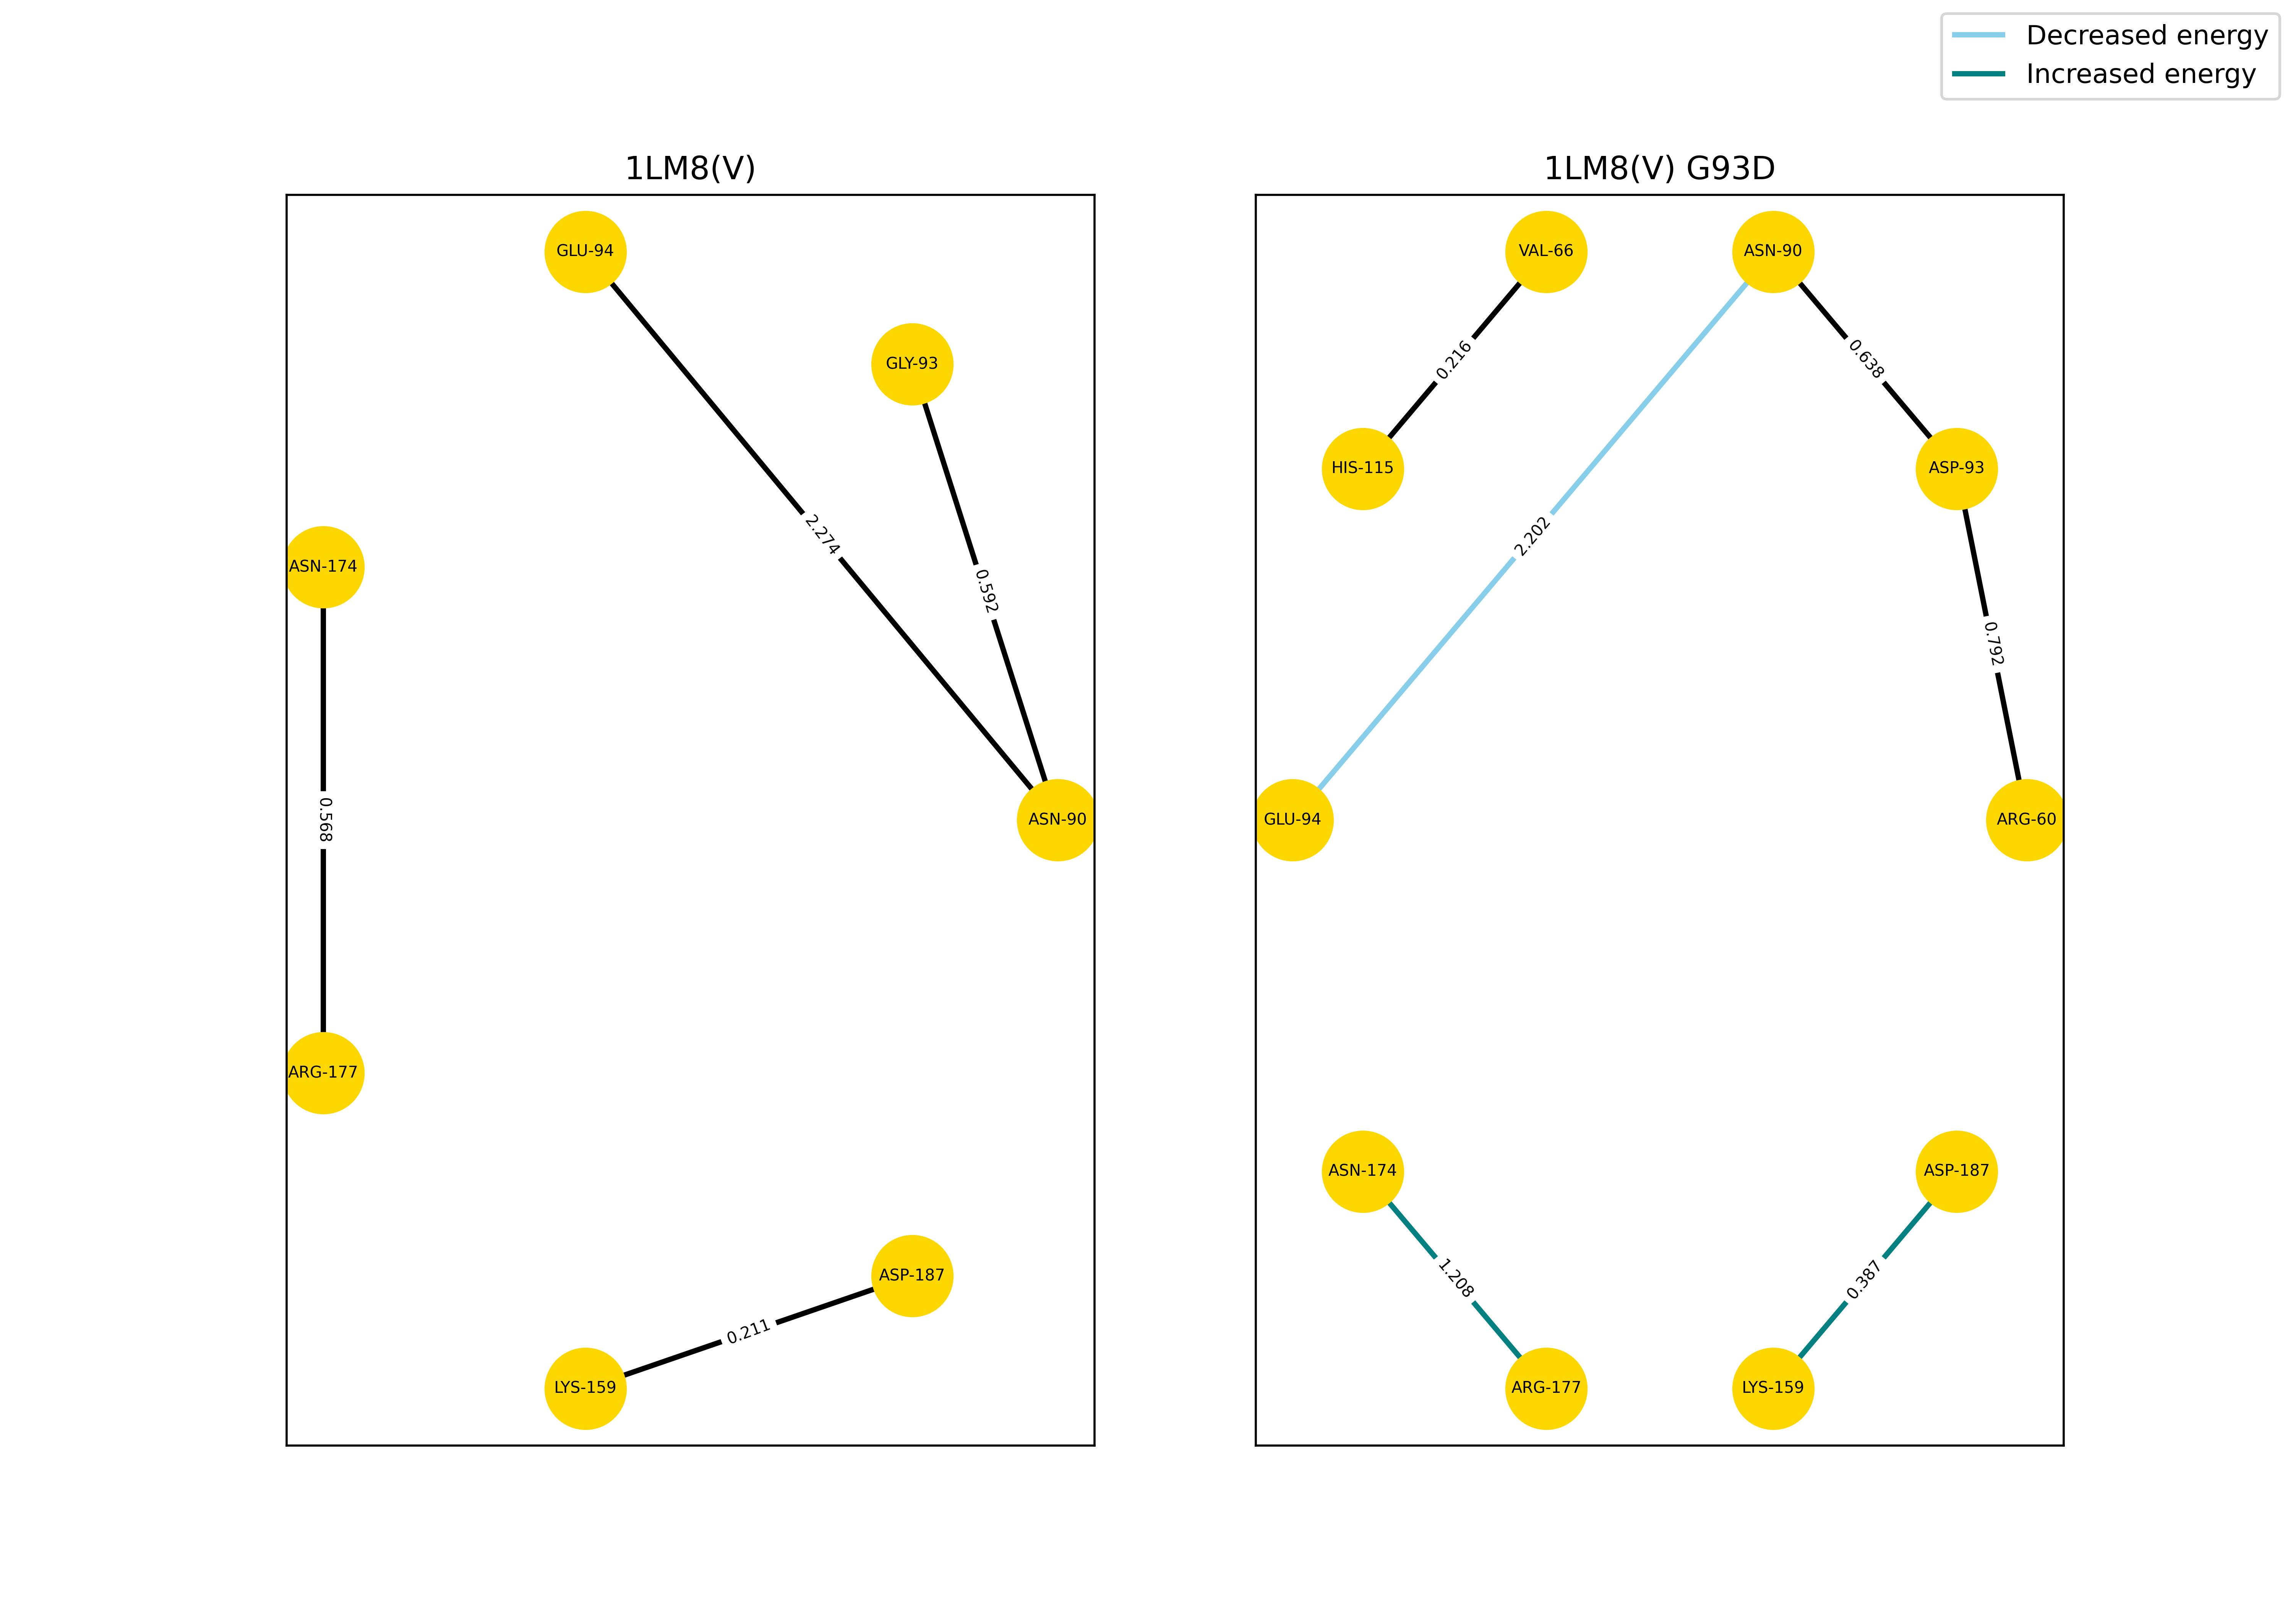 Decreased energy
Increased energy
1LM8(V)
GLU-94
GLY-93
2.274
ASN-174
0.592
0.568
ASN-90
ARG-177
ASP-187
0.211
LYS-159
1LM8(V) G93D
VAL-66
ASN-90
0.216
0.638
HIS-115
ASP-93
2.202
0.792
GLU-94
ARG-60
ASN-174
ASP-187
1.208
0.387
ARG-177
LYS-159